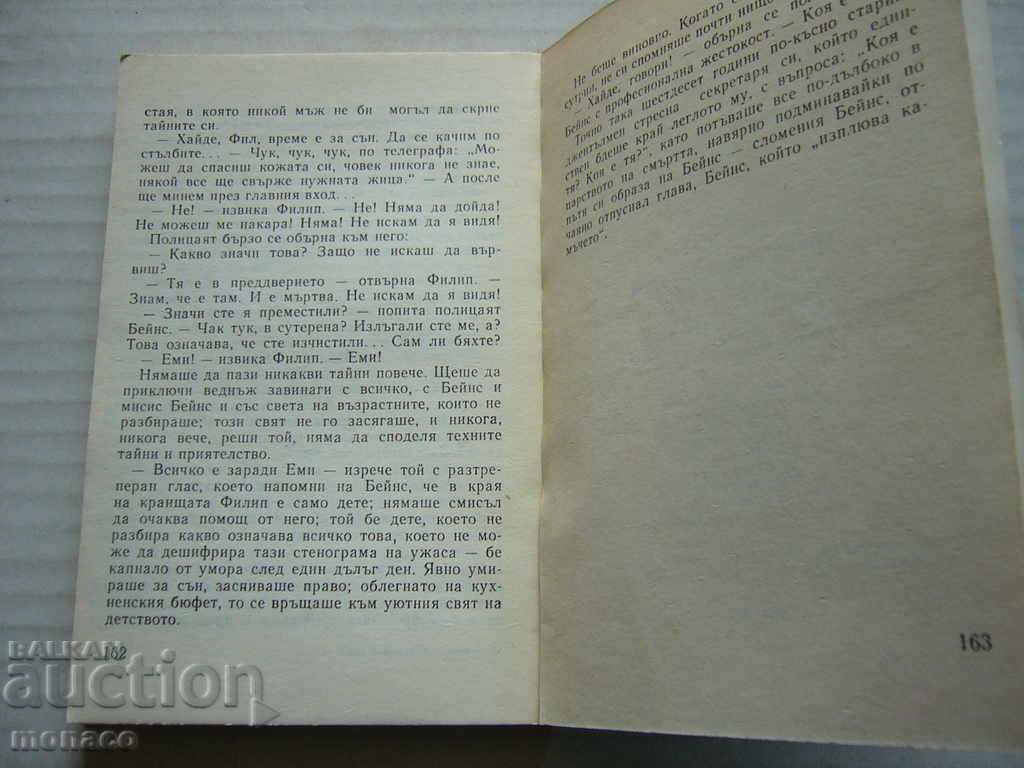 стая, в която никой мъж не би могъл да скрие
тайните си.
— Хайде, Фил, време е за сън. Да се качим по
стълбите. . . — Чук, чук, чук, по телеграфа: „Мо-
жеш да спасиш кожата си, човек никога не знае,
някой все ще свърже нужната жица.“ — А после
ще минем през главния вход. . .
— Не! — извика Филип. — Не! Няма да дойда!
Не можеш ме накара! Няма! Не искам да я видя!
Полицаят бързо се обърна към него:
— Какво значи това? Защо не искаш да вър-
виш?
— Тя е в преддверието — отвърна Филип. —
Знам, че е там. И е мъртва. Не искам да я видя!
— Значи сте я преместили? — попита полицаят
Бейнс. — Чак тук, в сутерена? Излъгали сте ме, а?
Това означава, че сте изчистили. . . Сам ли бяхте?
— Еми! — извика Филип. — Еми!
Нямаше да пази никакви тайни повече. Щеше да
приключи веднъж завинаги с всичко, с Бейнс и
мисис Бейнс и със света на възрастните, които не
разбираше; този свят не го засягаше, и никога,
никога вече, реши той, няма да споделя техните
тайни и приятелство.
— Всичко е заради Еми — изрече той с разтре-
перан глас, което напомни на Бейнс, че в края
на краищата Филип е само дете; нямаше смисъл
да очаква помощ от него; той бе дете, което не
разбира какво означава всичко това, което не мо-
же да дешифрира тази стенограма на ужаса — бе
капнало от умора след един дълъг ден. Явно уми-
раше за сън, заспиваше право; облегнато на кух-
ненския бюфет, то се връщаше към уютния свят на
детството.
162
Не беше виновно. Когато
сутрин, не си спомняше почти нищо
— Хайде, говори! — обърна се
Бейнс с професионална жестокост. — Коя е
Точно така шестдесет години по-късно
джентълмен стресна секретаря си, който един-
ствен бдеше край леглото му, с въпроса: „Коя е
тя? Коя е тя?“, като потъваше все по-дълбоко в
царството на смъртта, навярно подминавайки по
пътя си образа на Бейнс — сломения Бейнс, от-
чаяно отпуснал глава, Бейнс, който „изплюва ка-
мъчето“.
163
BALKAN
auction
monaco